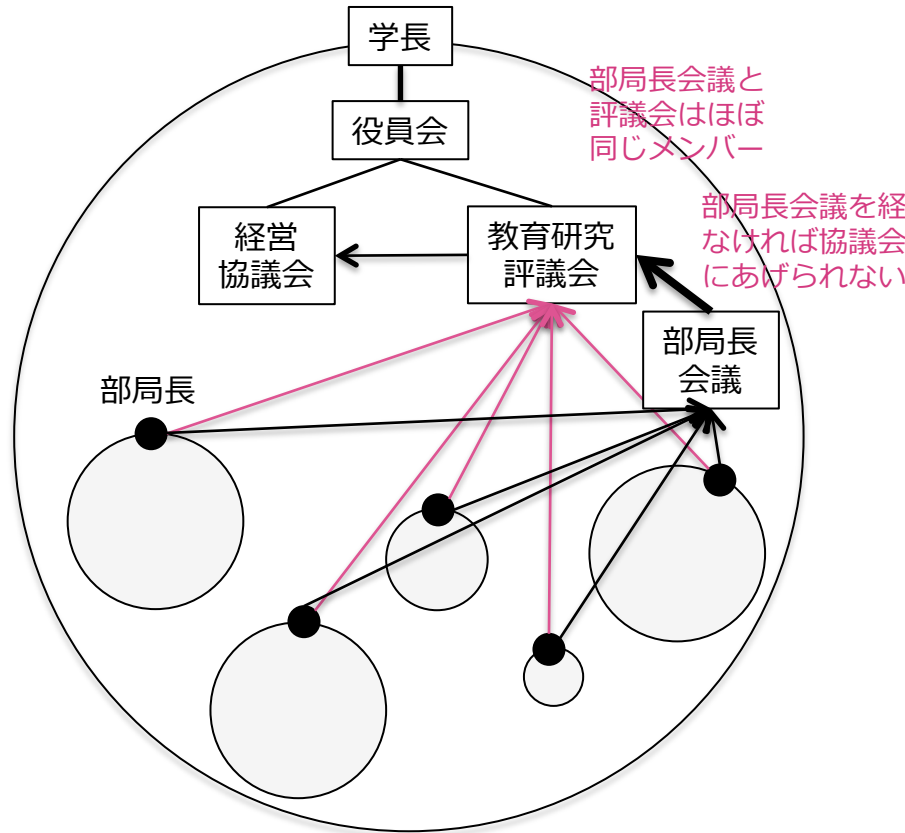 学長
役員会
部局長会議と
評議会はほぼ
同じメンバー
部局長会議を経
なければ協議会
にあげられない
経営
協議会
教育研究
評議会
部局長
会議
部局長